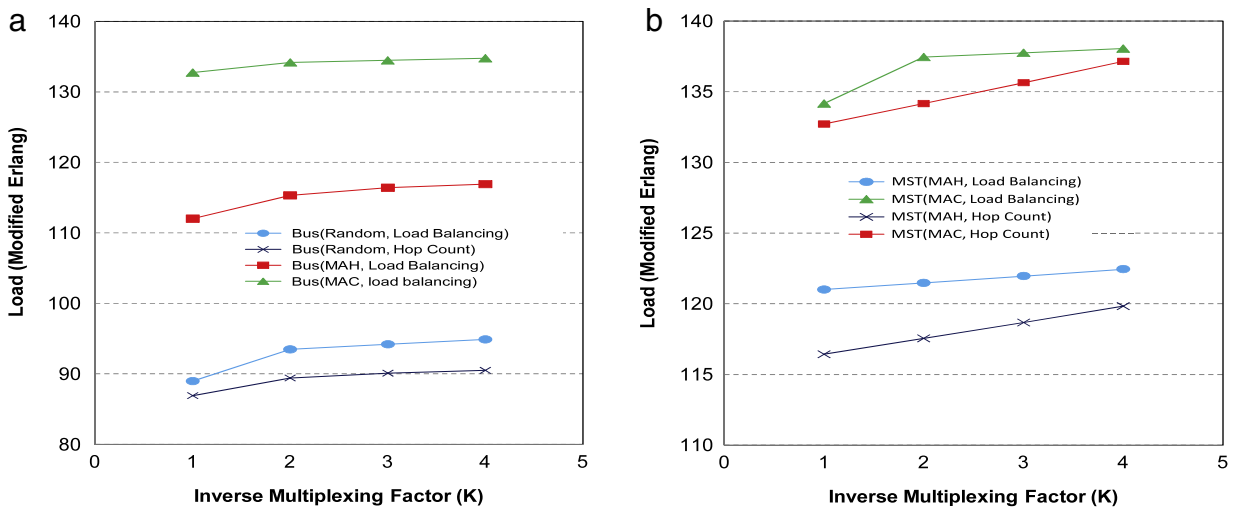 a
140
130
120
110
100
90
80
0
1
2
3
4
5
Load (Modified Erlang)
Inverse Multiplexing Factor (K)
Bus(Random, Load Balancing)
Bus(Random, Hop Count)
Bus(MAH, Load Balancing)
Bus(MAC, load balancing)
b
140
135
130
125
120
115
110
0
1
2
3
4
5
Load (Modified Erlang)
Inverse Multiplexing Factor (K)
MST(MAH, Load Balancing)
MST(MAC, Load Balancing)
MST(MAH, Hop Count)
MST(MAC, Hop Count)